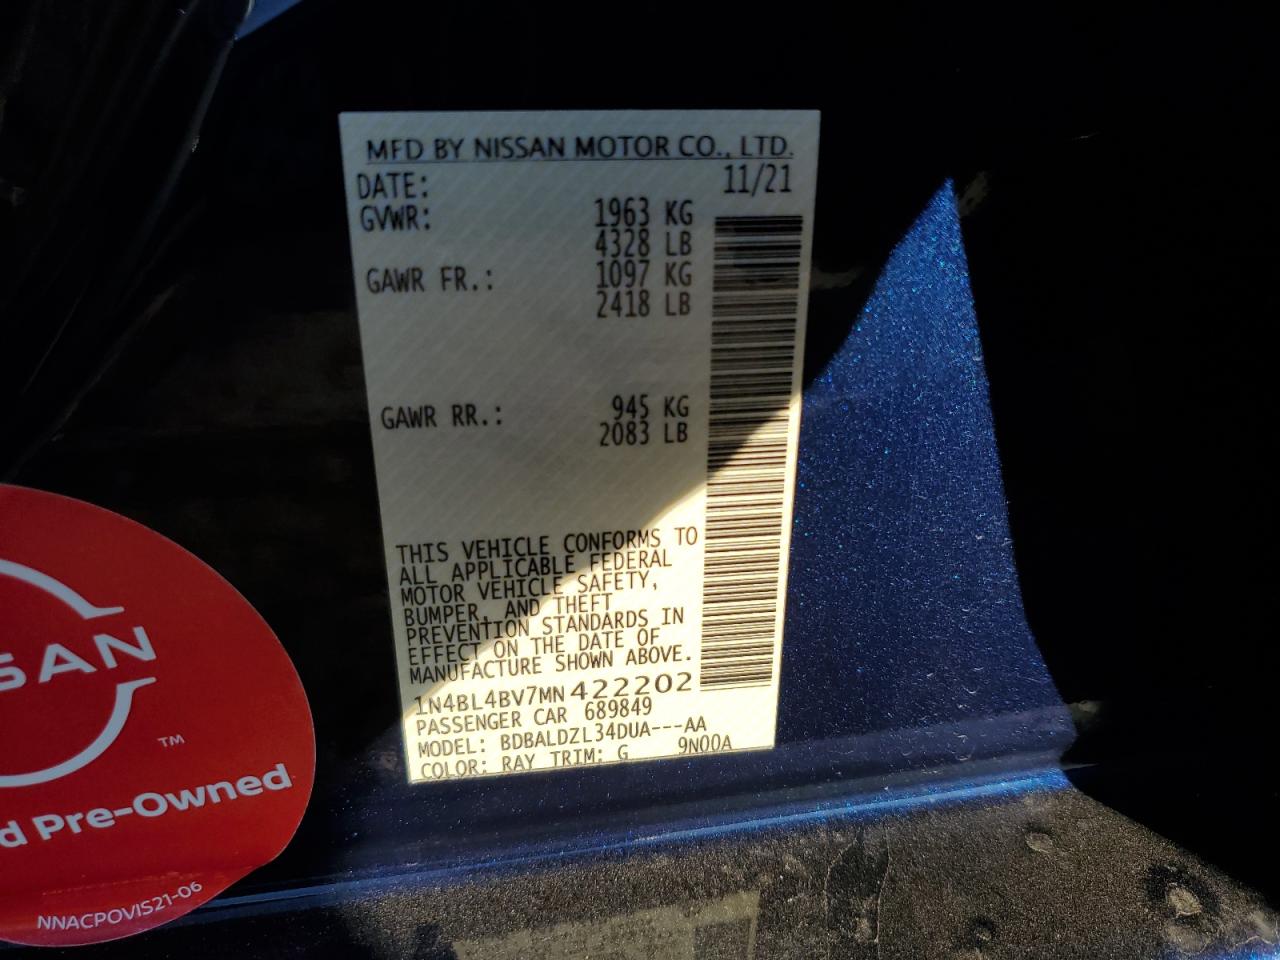 MFD BY NISSAN MOTOR CO., LTD.
DATE: 11/21
GVWR: 1963 KG
4328 LB
GAWR FR.: 1097 KG
2418 LB
GAWR RR.: 945 KG
2083 LB
THIS VEHICLE CONFORMS TO
ALL APPLICABLE FEDERAL
MOTOR VEHICLE SAFETY,
BUMPER, AND THEFT
PREVENTION STANDARDS IN
EFFECT ON THE DATE OF
MANUFACTURE SHOWN ABOVE.
1N4BL4BV7MN422202
PASSENGER CAR 689849
MODEL: BDBALDZL34DUA---AA
COLOR: RAY TRIM: G 9N00A
SSAN
TM
d Pre-Owned
NNACPOVIS21-06